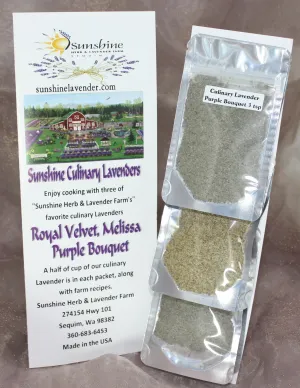 Sunshine
HERB & LAVENDER FARM
sunshinelavender.com
Sunshine Culinary Lavenders
Enjoy cooking with three of
"Sunshine Herb & Lavender Farm's"
favorite culinary Lavenders
Royal Velvet, Melissa
Purple Bouquet
A half of cup of our culinary
Lavender is in each packet, along
with farm recipes.
Sunshine Herb & Lavender Farm
274154 Hwy 101
Sequim, Wa 98382
360-683-6453
Made in the USA
Culinary Lavender
Purple Bouquet 5 tsp